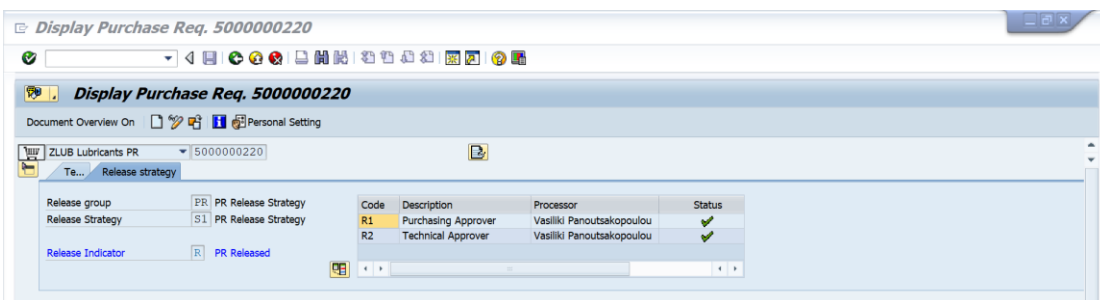 Display Purchase Req. 5000000220
Display Purchase Req. 5000000220
Document Overview On Personal Setting
ZLUB Lubricants PR 5000000220
Te... Release strategy
Release group PR PR Release Strategy
Release Strategy S1 PR Release Strategy
Release Indicator R PR Released
Code Description Processor Status
R1 Purchasing Approver Vasiliki Panoutsakopoulou
R2 Technical Approver Vasiliki Panoutsakopoulou